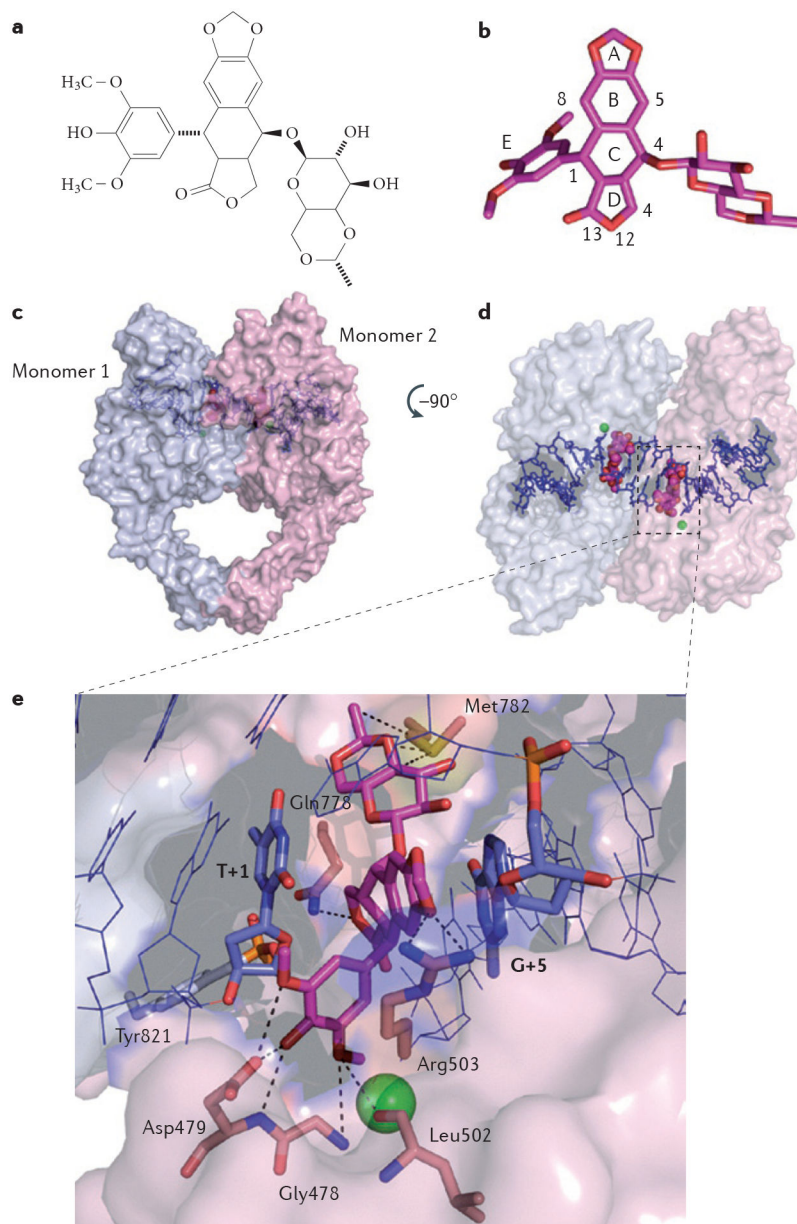 a
O O
H₃C—O
HO
H₃C—O
O
O
O
OH
O
OH
O
O
b
A
B
5
8
E
C
4
1
D
4
13
12
c
Monomer 1
Monomer 2
−90°
d
e
Met782
Gln778
T+1
G+5
Tyr821
Arg503
Asp479
Leu502
Gly478